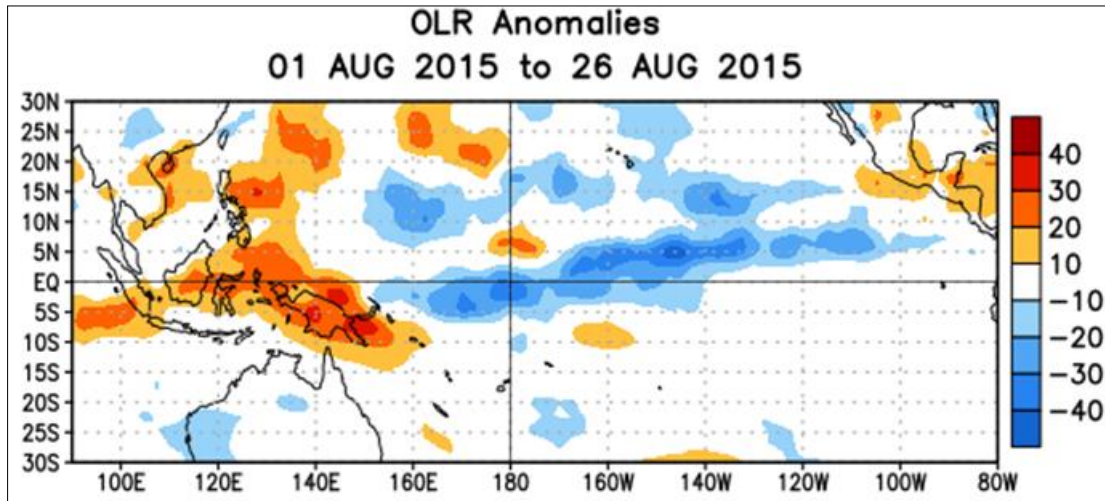 OLR Anomalies
01 AUG 2015 to 26 AUG 2015
30N
25N
20N
15N
10N
5N
EQ
5S
10S
15S
20S
25S
30S
100E 120E 140E 160E 180 160W 140W 120W 100W 80W
40
30
20
10
−10
−20
−30
−40